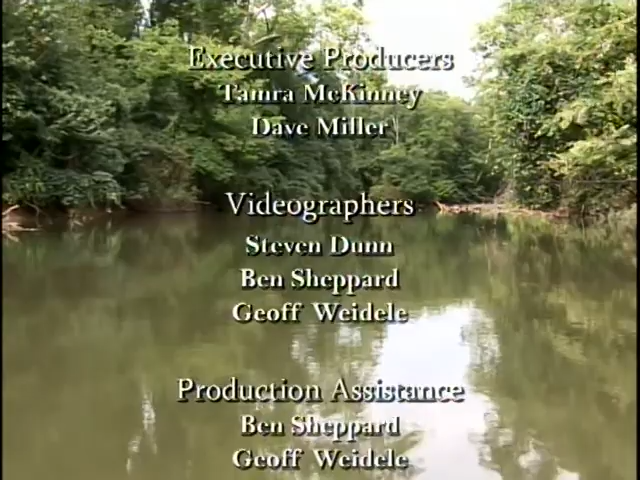 Executive Producers
Tamra McKinney
Dave Miller
Videographers
Steven Dunn
Ben Sheppard
Geoff Weidele
Production Assistance
Ben Sheppard
Geoff Weidele